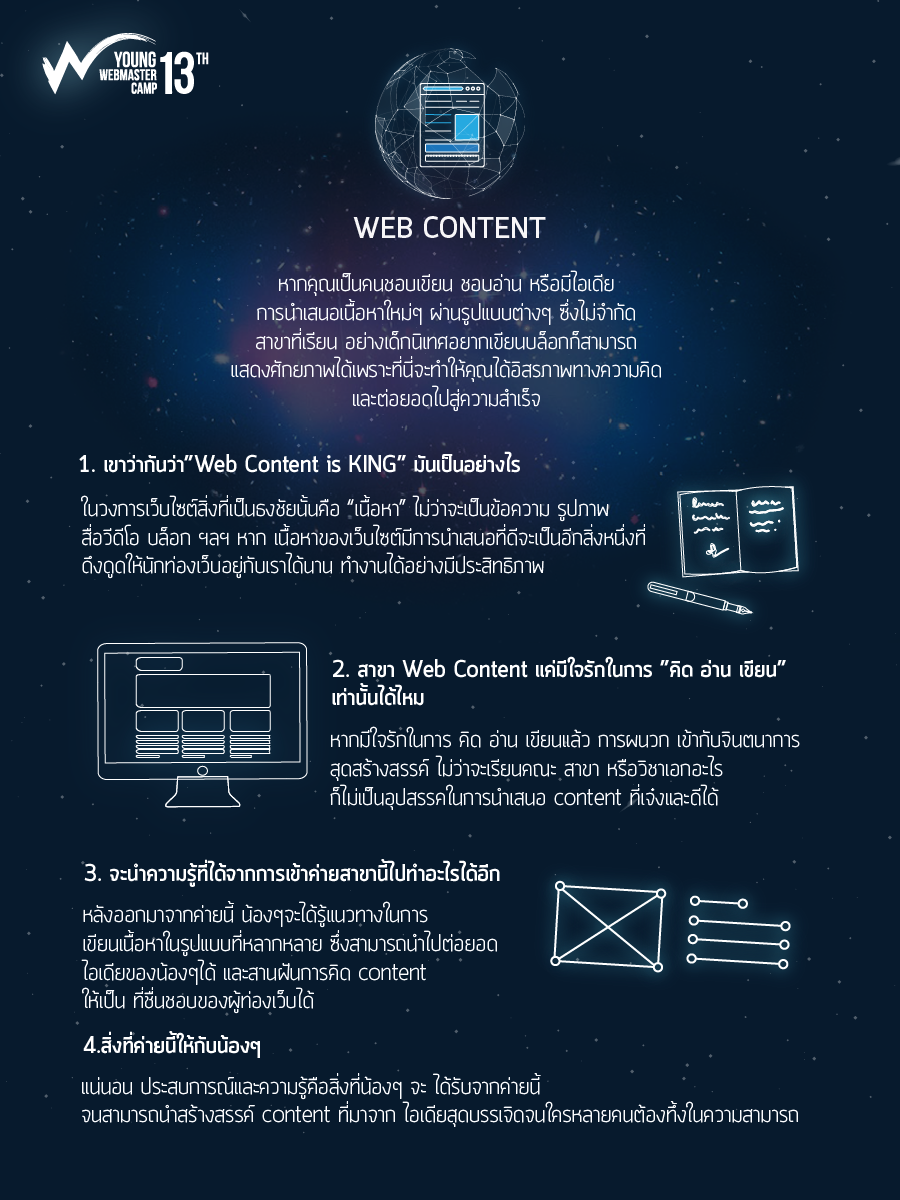 YOUNG
WEBMASTER
CAMP
13TH
WEB CONTENT
หากคุณเป็นคนชอบเขียน ชอบอ่าน หรือมีไอเดีย
การนำเสนอเนื้อหาใหม่ๆ ผ่านรูปแบบต่างๆ ซึ่งไม่จำกัด
สาขาที่เรียน อย่างเด็กนิเทศอยากเขียนบล็อกก็สามารถ
แสดงศักยภาพได้เพราะที่นี่จะทำให้คุณได้อิสรภาพทางความคิด
และต่อยอดไปสู่ความสำเร็จ
1. เขาว่ากันว่า"Web Content is KING" มันเป็นอย่างไร
ในวงการเว็บไซต์สิ่งที่เป็นธงชัยนั้นคือ "เนื้อหา" ไม่ว่าจะเป็นข้อความ รูปภาพ
สื่อวีดีโอ บล็อก ฯลฯ หาก เนื้อหาของเว็บไซต์มีการนำเสนอที่ดีจะเป็นอีกสิ่งหนึ่งที่
ดึงดูดให้นักท่องเว็บอยู่กับเราได้นาน ทำงานได้อย่างมีประสิทธิภาพ
2. สาขา Web Content แค่มีใจรักในการ "คิด อ่าน เขียน"
เท่านั้นได้ไหม
หากมีใจรักในการ คิด อ่าน เขียนแล้ว การผนวก เข้ากับจินตนาการ
สุดสร้างสรรค์ ไม่ว่าจะเรียนคณะ สาขา หรือวิชาเอกอะไร
ก็ไม่เป็นอุปสรรคในการนำเสนอ content ที่เจ๋งและดีได้
3. จะนำความรู้ที่ได้จากการเข้าค่ายสาขานี้ไปทำอะไรได้อีก
หลังออกมาจากค่ายนี้ น้องๆจะได้รู้แนวทางในการ
เขียนเนื้อหาในรูปแบบที่หลากหลาย ซึ่งสามารถนำไปต่อยอด
ไอเดียของน้องๆได้ และสานฝันการคิด content
ให้เป็น ที่ชื่นชอบของผู้ท่องเว็บได้
4.สิ่งที่ค่ายนี้ให้กับน้องๆ
แน่นอน ประสบการณ์และความรู้คือสิ่งที่น้องๆ จะ ได้รับจากค่ายนี้
จนสามารถนำสร้างสรรค์ content ที่มาจาก ไอเดียสุดบรรเจิดจนใครหลายคนต้องทึ้งในความสามารถ